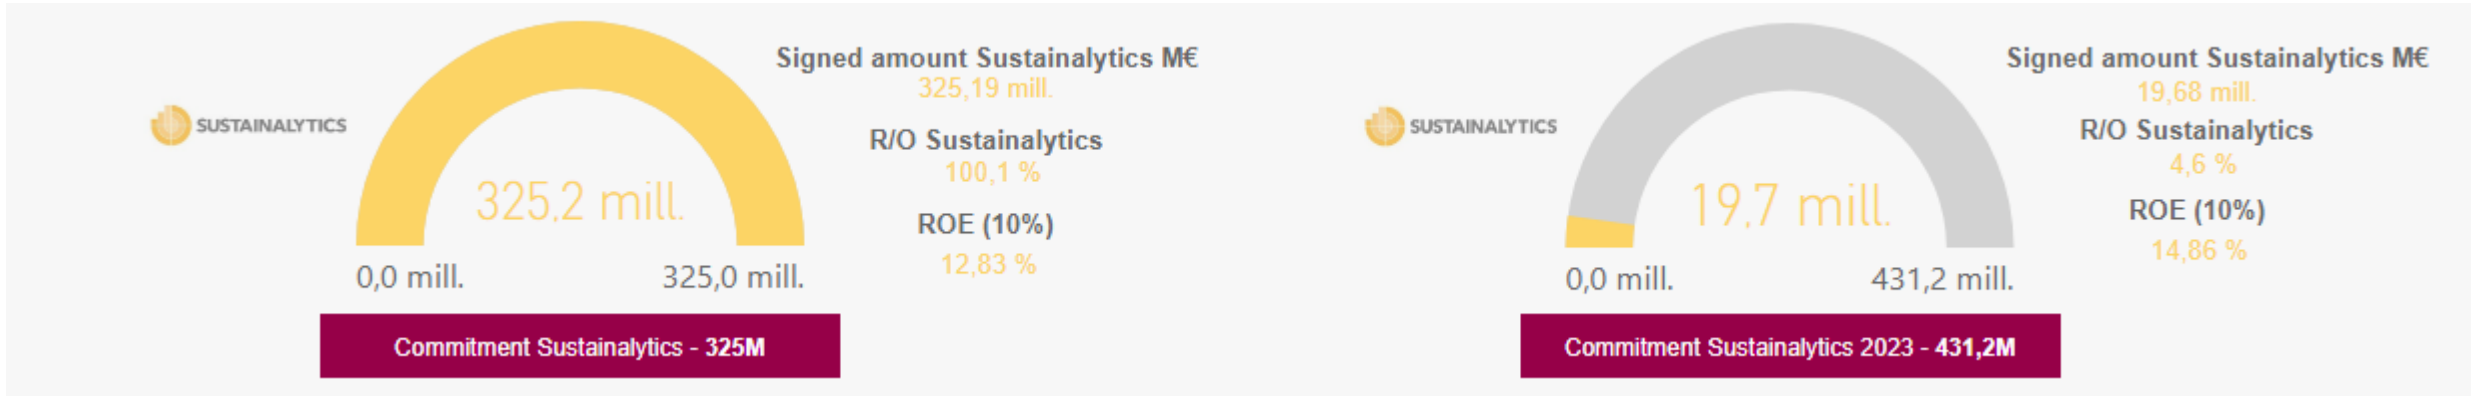 SUSTAINALYTICS
325,2 mill.
0,0 mill.
325,0 mill.
Signed amount Sustainalytics M€
325,19 mill.
R/O Sustainalytics
100,1 %
ROE (10%)
12,83 %
Commitment Sustainalytics - 325M
SUSTAINALYTICS
19,7 mill.
0,0 mill.
431,2 mill.
Signed amount Sustainalytics M€
19,68 mill.
R/O Sustainalytics
4,6 %
ROE (10%)
14,86 %
Commitment Sustainalytics 2023 - 431,2M